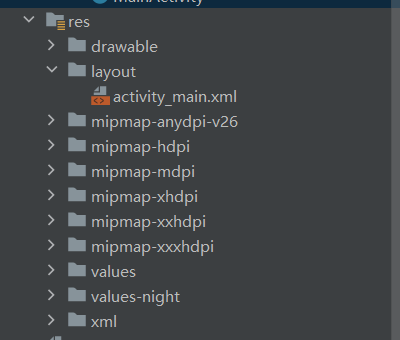 MainActivity
res
drawable
layout
activity_main.xml
mipmap-anydpi-v26
mipmap-hdpi
mipmap-mdpi
mipmap-xhdpi
mipmap-xxhdpi
mipmap-xxxhdpi
values
values-night
xml